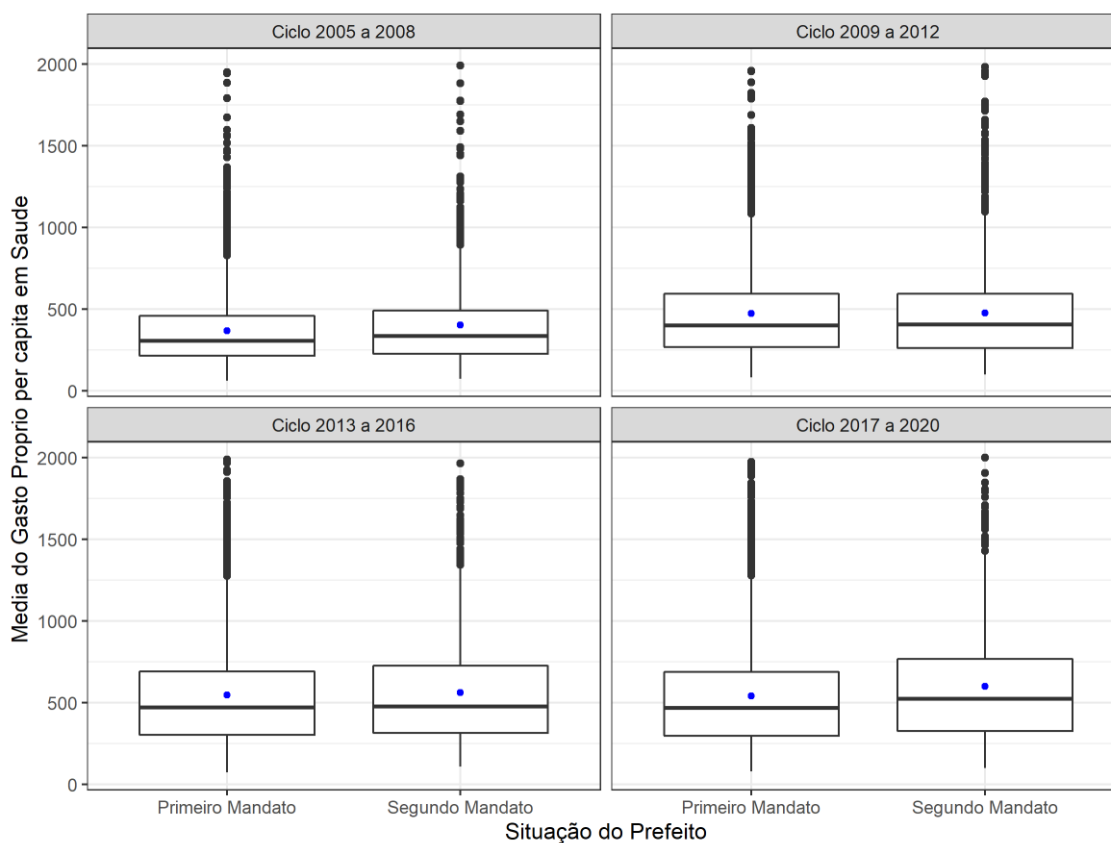 Ciclo 2005 a 2008
Ciclo 2009 a 2012
2000
1500
1000
500
0
Ciclo 2013 a 2016
Ciclo 2017 a 2020
2000
1500
1000
500
0
Media do Gasto Proprio per capita em Saude
Primeiro Mandato
Segundo Mandato
Primeiro Mandato
Segundo Mandato
Situação do Prefeito